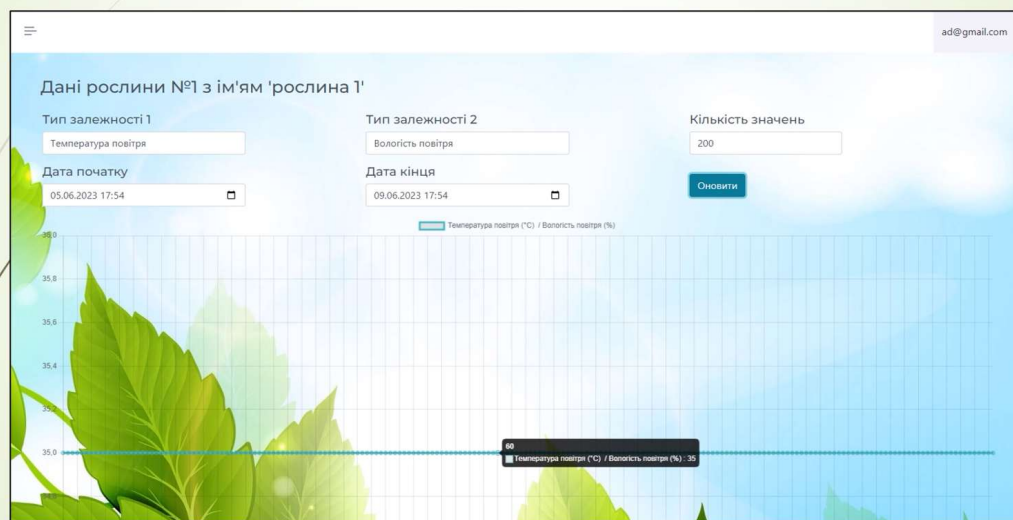 ad@gmail.com
Дані рослини №1 з ім'ям 'рослина 1'
Тип залежності 1
Тип залежності 2
Кількість значень
Температура повітря
Вологість повітря
200
Дата початку
Дата кінця
05.06.2023 17:54
09.06.2023 17:54
Оновити
Температура повітря (°C) / Вологість повітря (%)
36,0
35,8
35,6
35,4
35,2
35,0
60
Температура повітря (°C) / Вологість повітря (%) : 35